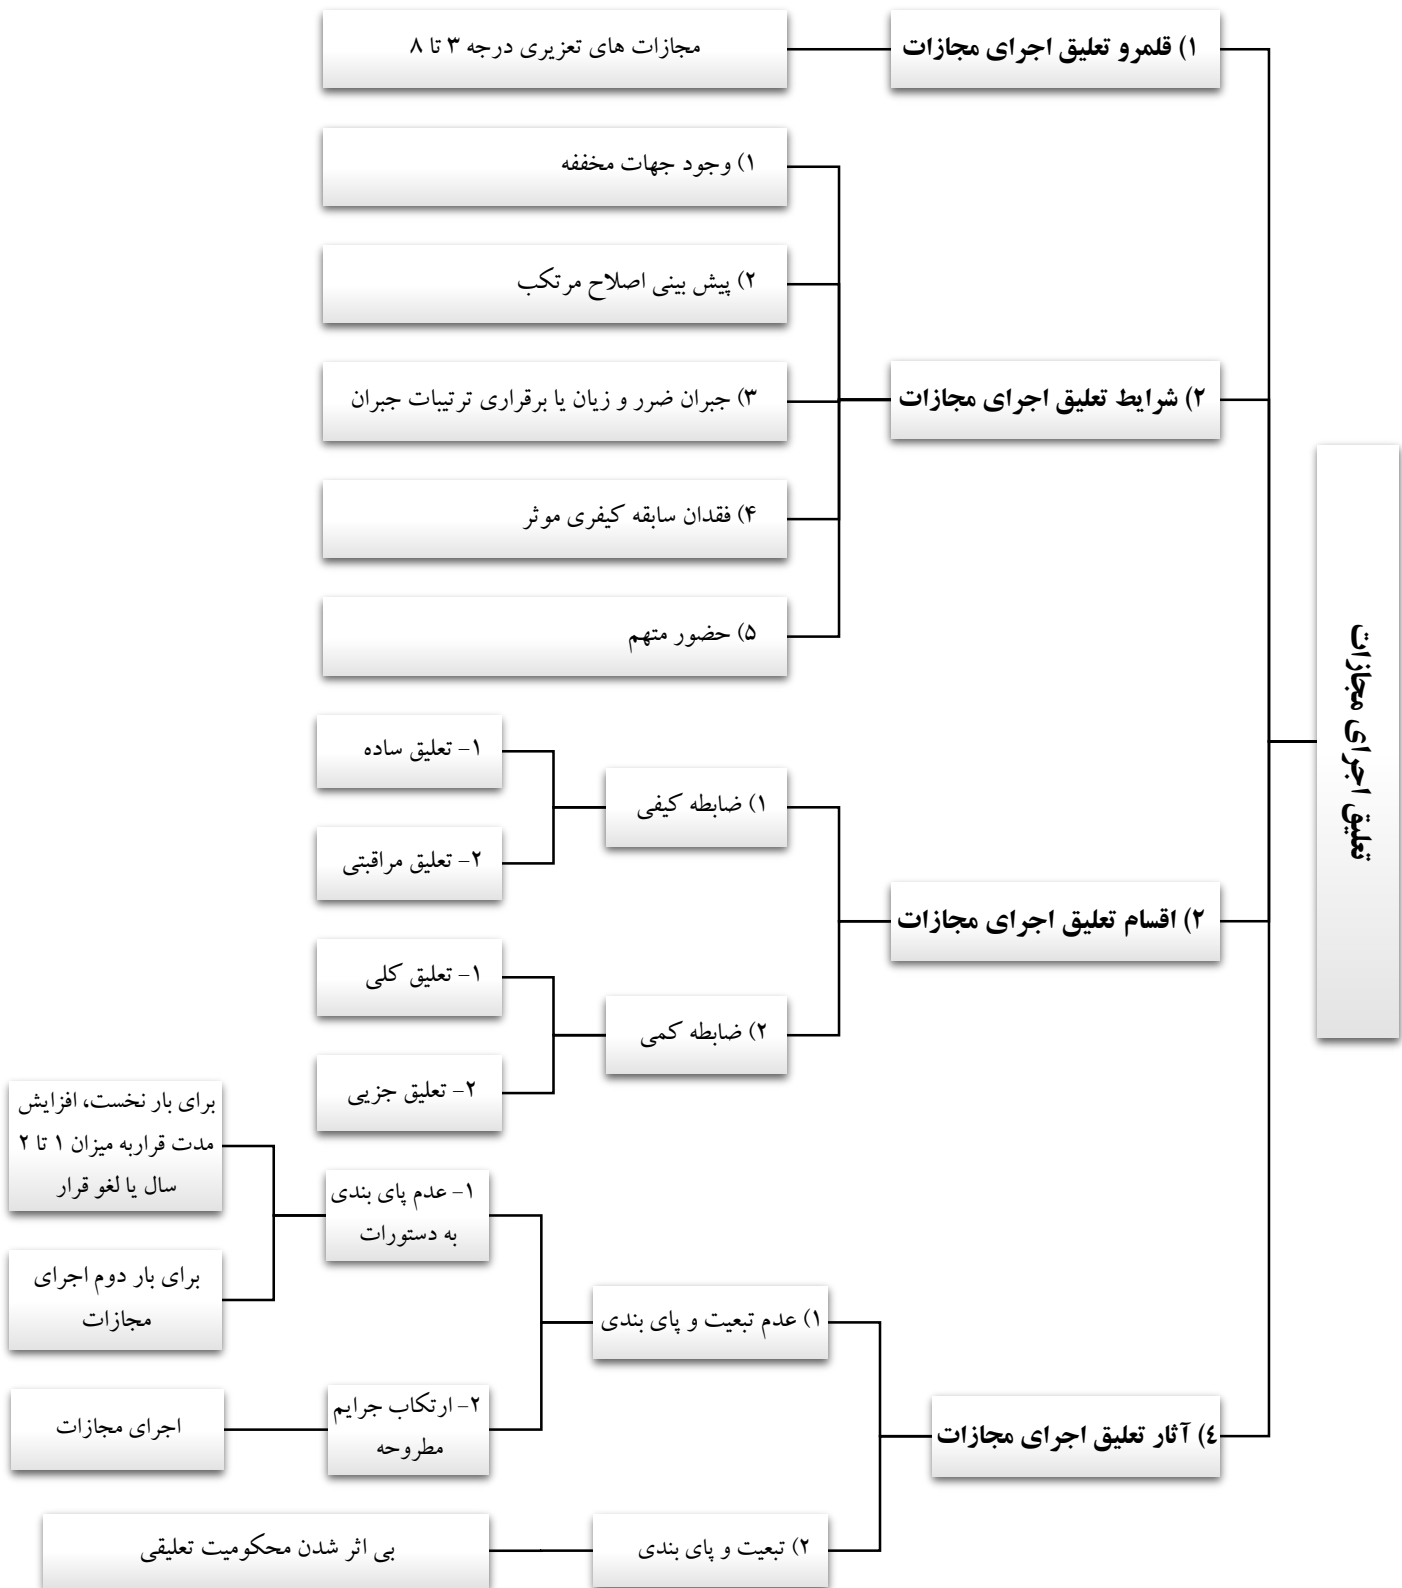 تعلیق اجرای مجازات
۱) قلمرو تعلیق اجرای مجازات
مجازات های تعزیری درجه ۳ تا ۸
۲) شرایط تعلیق اجرای مجازات
۱) وجود جهات مخففه
۲) پیش بینی اصلاح مرتکب
۳) جبران ضرر و زیان یا برقراری ترتیبات جبران
۴) فقدان سابقه کیفری موثر
۵) حضور متهم
۲) اقسام تعلیق اجرای مجازات
۱) ضابطه کیفی
۱- تعلیق ساده
۲- تعلیق مراقبتی
۲) ضابطه کمی
۱- تعلیق کلی
۲- تعلیق جزیی
٤) آثار تعلیق اجرای مجازات
۱) عدم تبعیت و پای بندی
۱- عدم پای بندی
به دستورات
برای بار نخست، افزایش
مدت قراربه میزان ۱ تا ۲
سال یا لغو قرار
برای بار دوم اجرای
مجازات
۲- ارتکاب جرایم
مطروحه
اجرای مجازات
۲) تبعیت و پای بندی
بی اثر شدن محکومیت تعلیقی